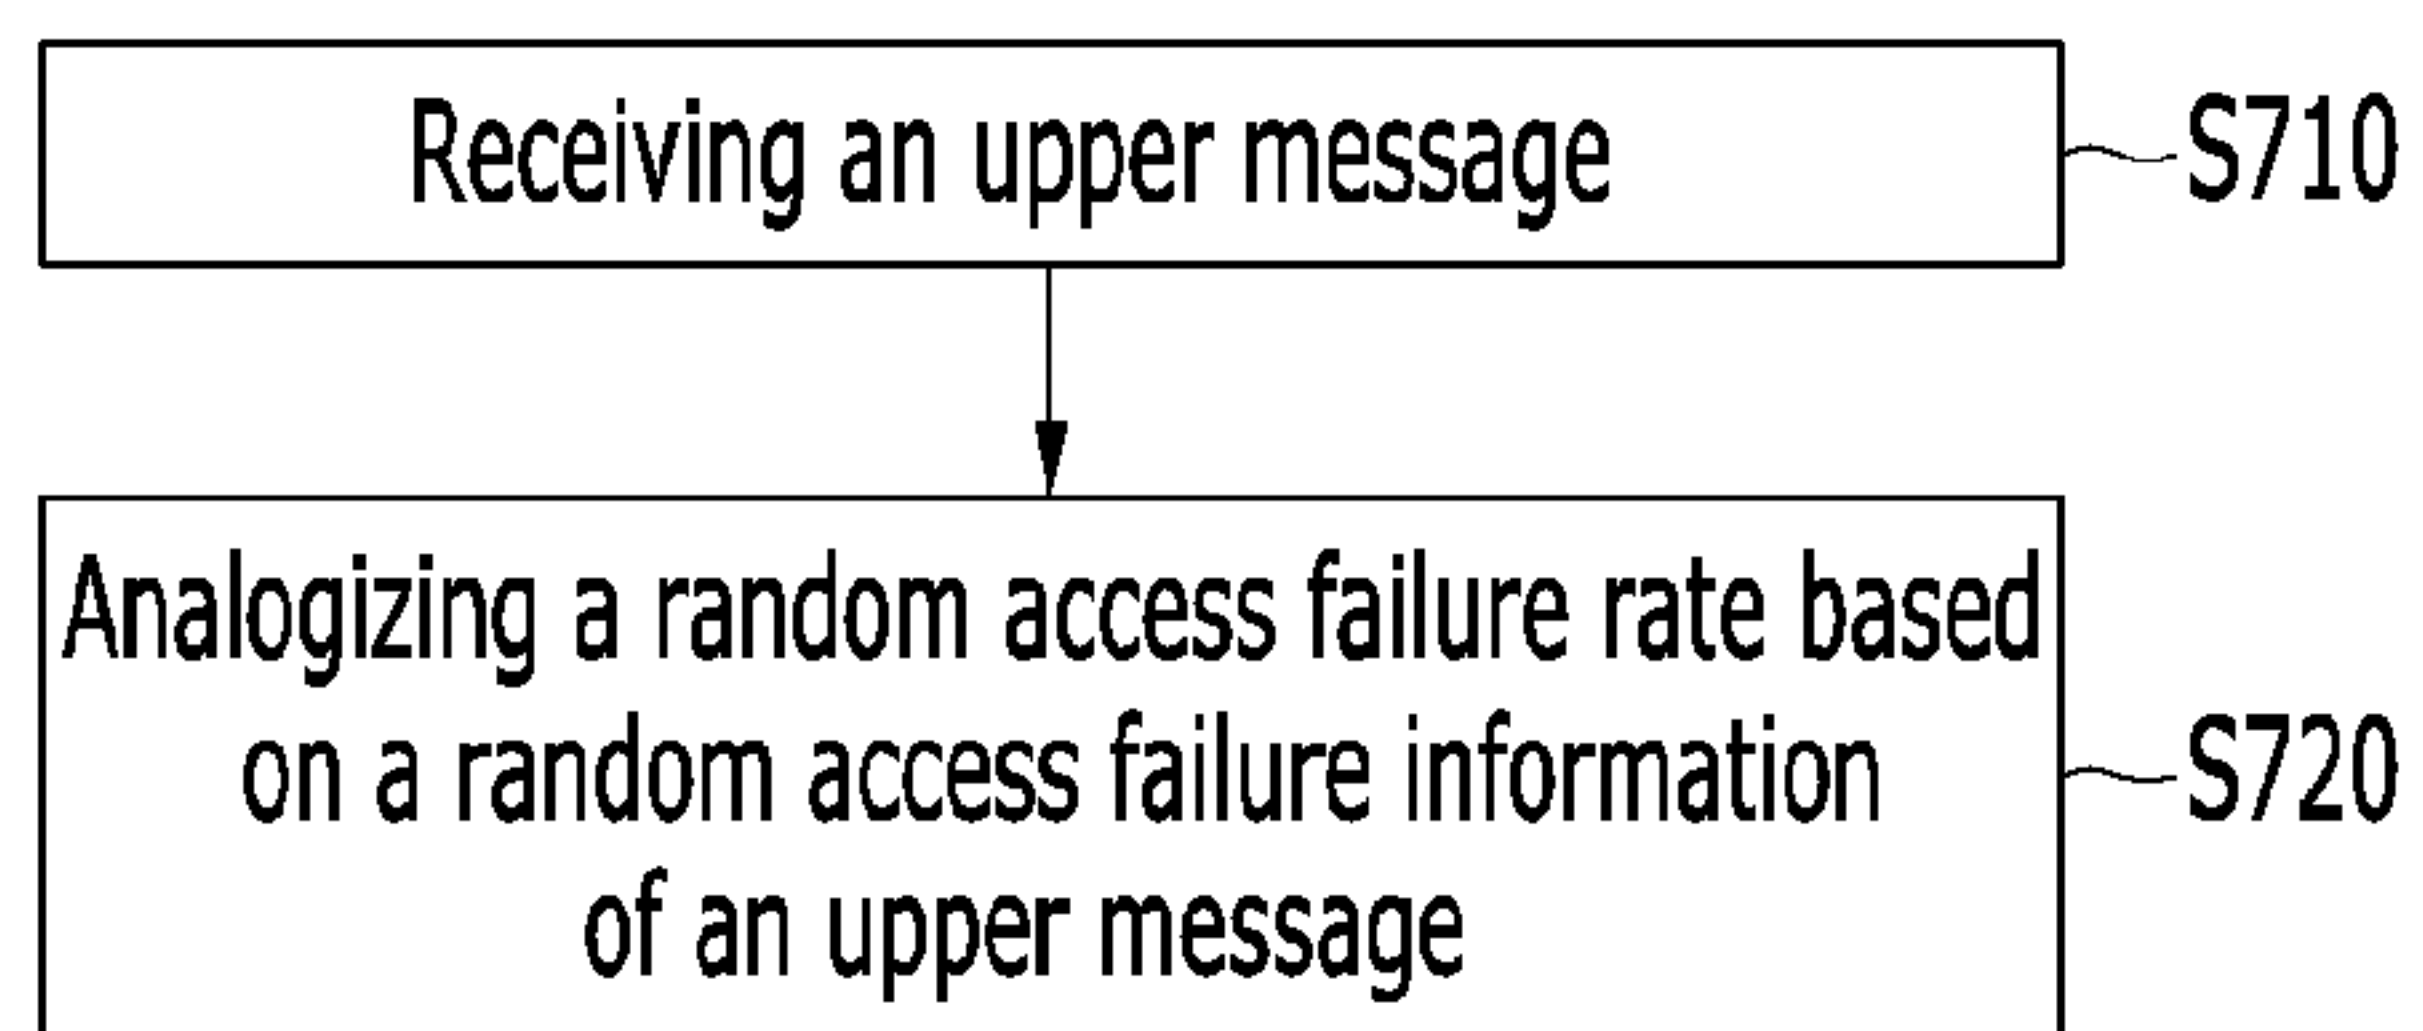 Receiving an upper message
S710
Analogizing a random access failure rate based
on a random access failure information
S720
of an upper message